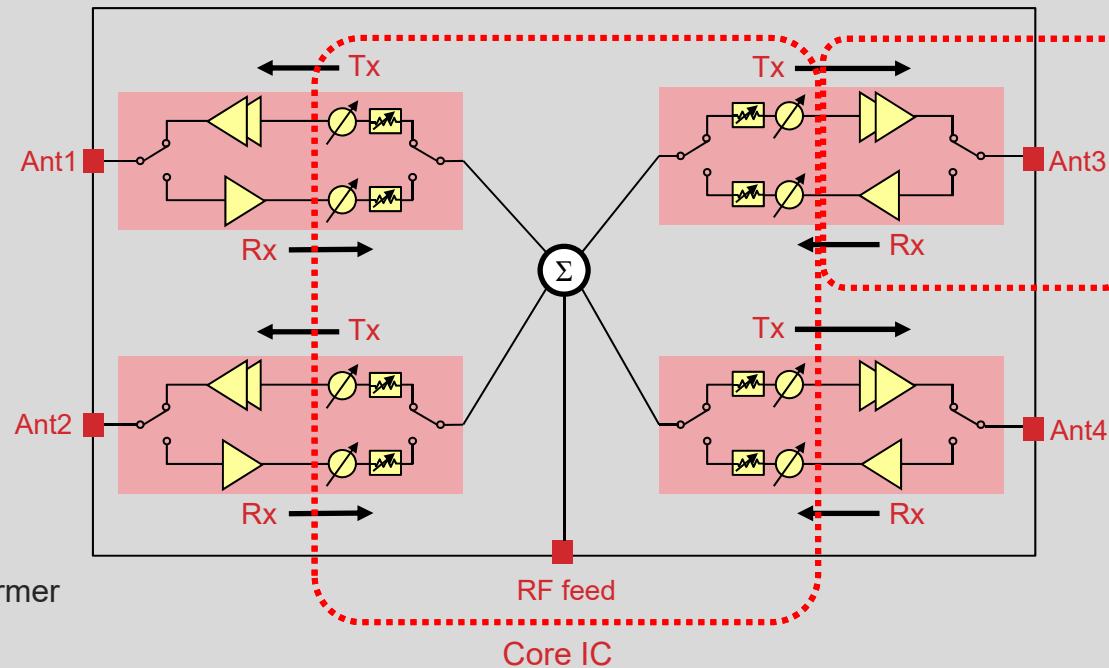 Tx
Tx
Ant1
Ant3
Rx
Rx
Σ
Tx
Tx
Ant2
Ant4
Rx
Rx
RF feed
rmer
Core IC